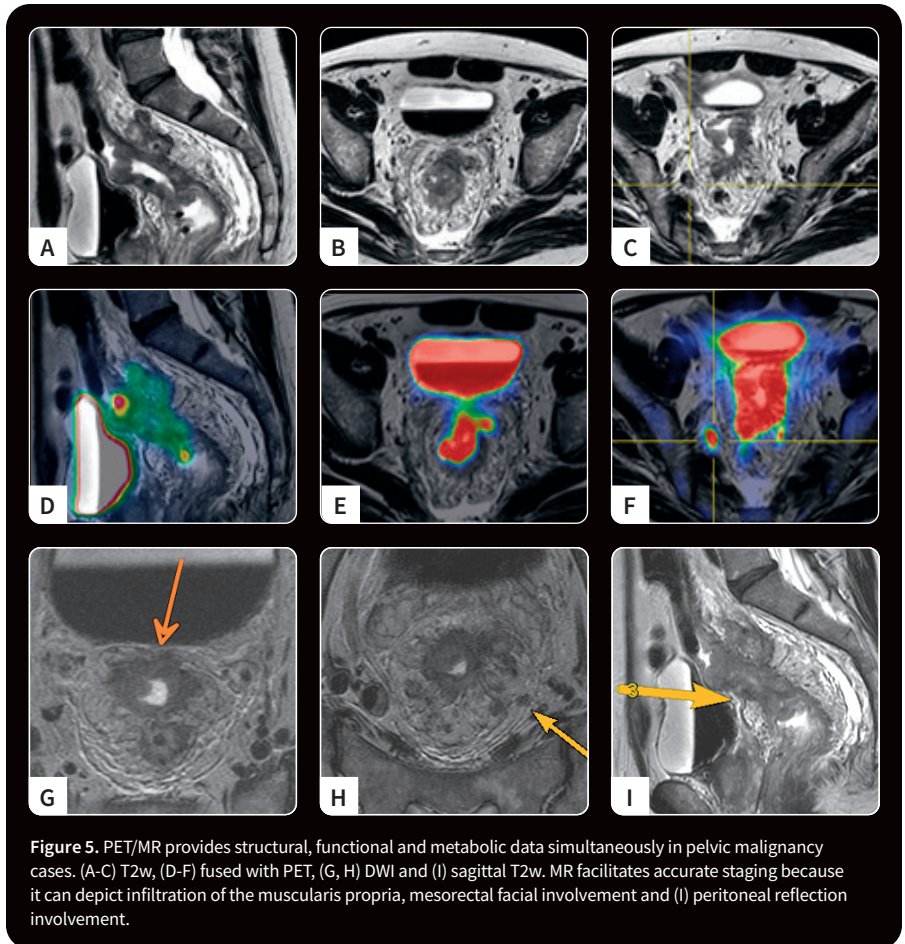 A
B
C
D
E
F
G
H
I
Figure 5. PET/MR provides structural, functional and metabolic data simultaneously in pelvic malignancy
cases. (A-C) T2w, (D-F) fused with PET, (G, H) DWI and (I) sagittal T2w. MR facilitates accurate staging because
it can depict infiltration of the muscularis propria, mesorectal facial involvement and (I) peritoneal reflection
involvement.